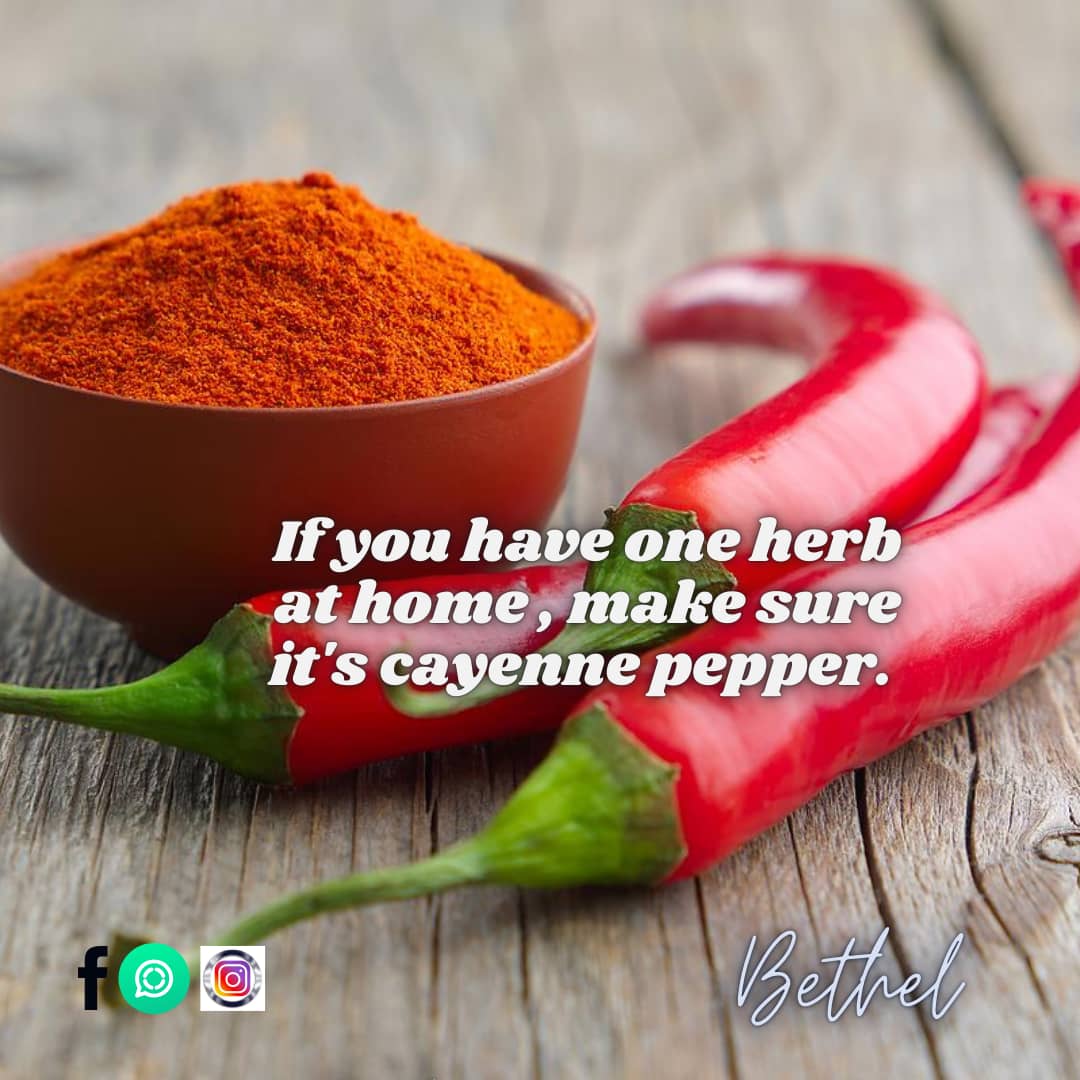 If you have one herb
at home , make sure
it's cayenne pepper.
f
Bethel